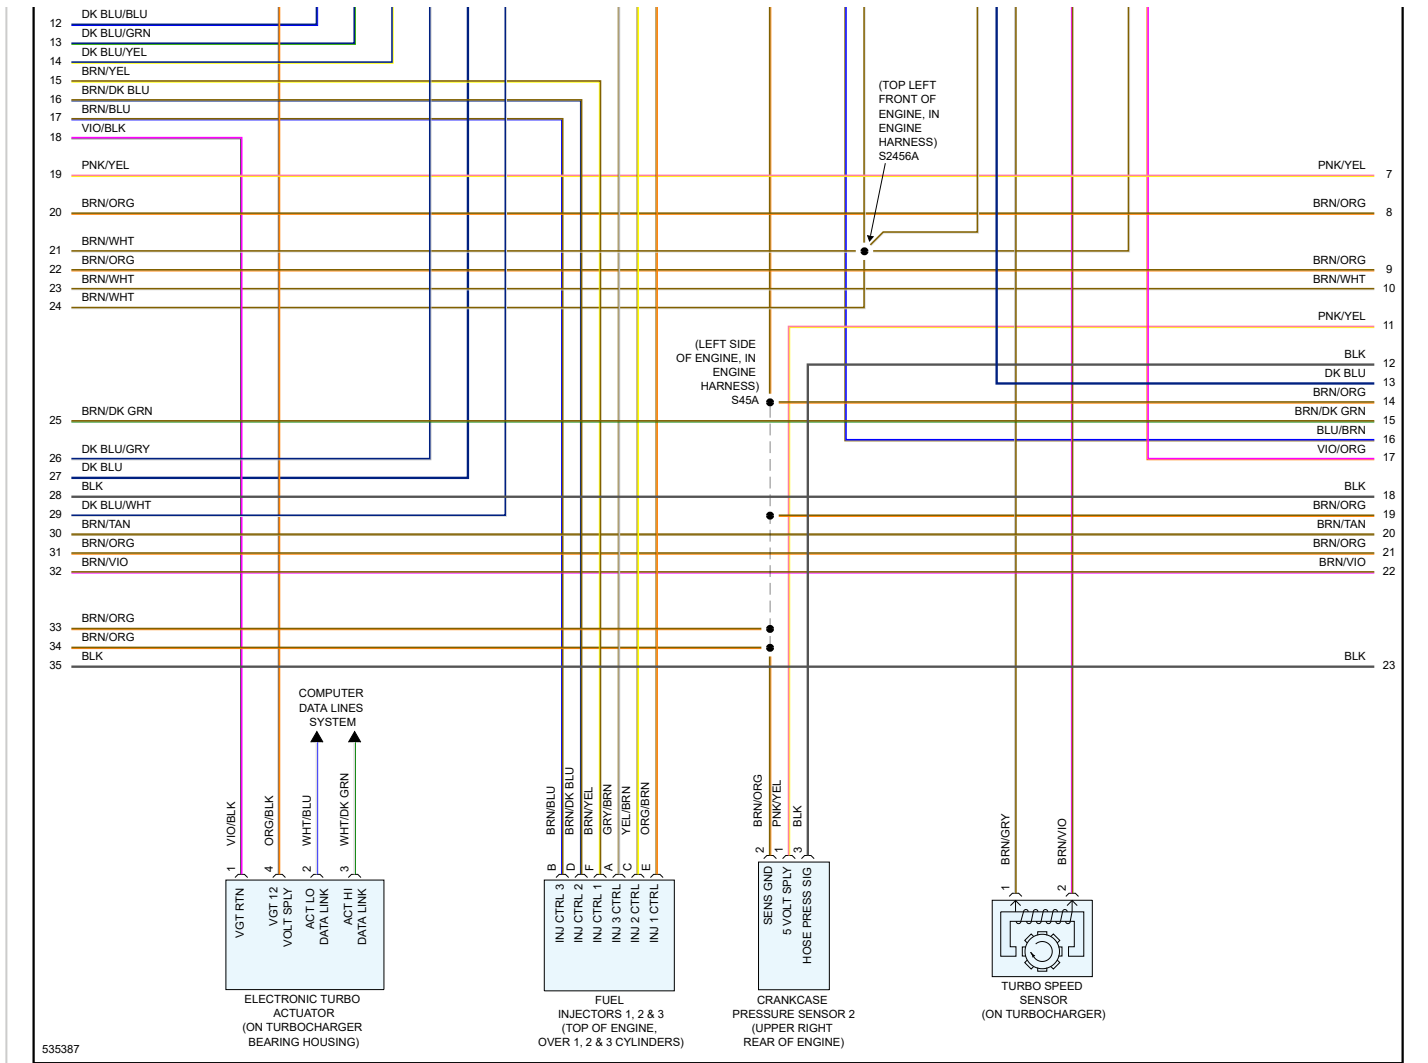 DK BLU/BLU
12
DK BLU/GRN
13
DK BLU/YEL
14
BRN/YEL
15
BRN/DK BLU
16
BRN/BLU
17
VIO/BLK
18
(TOP LEFT
FRONT OF
ENGINE, IN
ENGINE
HARNESS)
S2456A
PNK/YEL
19
PNK/YEL
7
BRN/ORG
20
BRN/ORG
8
BRN/WHT
21
BRN/ORG
22
BRN/ORG
9
BRN/WHT
23
BRN/WHT
10
BRN/WHT
24
PNK/YEL
11
(LEFT SIDE
OF ENGINE, IN
ENGINE
HARNESS)
S45A
BLK
12
DK BLU
13
BRN/ORG
14
BRN/DK GRN
25
BRN/DK GRN
15
BLU/BRN
16
DK BLU/GRY
26
VIO/ORG
17
DK BLU
27
BLK
28
BLK
18
DK BLU/WHT
29
BRN/ORG
19
BRN/TAN
30
BRN/TAN
20
BRN/ORG
31
BRN/ORG
21
BRN/VIO
32
BRN/VIO
22
BRN/ORG
33
BRN/ORG
34
BLK
35
BLK
23
COMPUTER
DATA LINES
SYSTEM
VIO/BLK
ORG/BLK
WHT/BLU
WHT/DK GRN
1
4
2
3
VGT RTN
VGT 12
VOLT SPLY
ACT LO
DATA LINK
ACT HI
DATA LINK
ELECTRONIC TURBO
ACTUATOR
(ON TURBOCHARGER
BEARING HOUSING)
BRN/BLU
BRN/DK BLU
BRN/YEL
GRY/BRN
YEL/BRN
ORG/BRN
B
D
F
A
C
E
INJ CTRL 3
INJ CTRL 2
INJ CTRL 1
INJ 3 CTRL
INJ 2 CTRL
INJ 1 CTRL
FUEL
INJECTORS 1, 2 & 3
(TOP OF ENGINE,
OVER 1, 2 & 3 CYLINDERS)
BRN/ORG
PNK/YEL
BLK
2
1
3
SENS GND
5 VOLT SPLY
HOSE PRESS SIG
CRANKCASE
PRESSURE SENSOR 2
(UPPER RIGHT
REAR OF ENGINE)
BRN/GRY
BRN/VIO
1
2
TURBO SPEED
SENSOR
(ON TURBOCHARGER)
535387